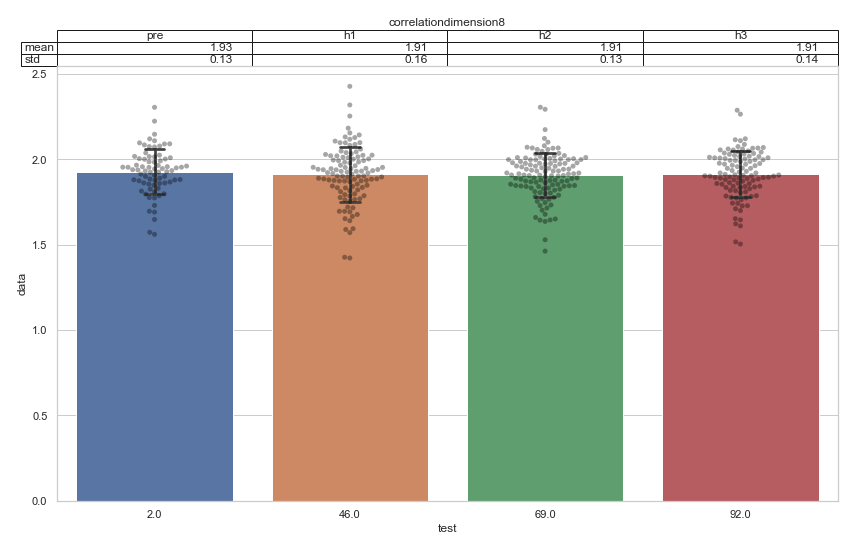 correlationdimension8
pre h1 h2 h3
mean 1.93 1.91 1.91 1.91
std 0.13 0.16 0.13 0.14
2.5
2.0
1.5
1.0
0.5
0.0
data
2.0 46.0 69.0 92.0
test